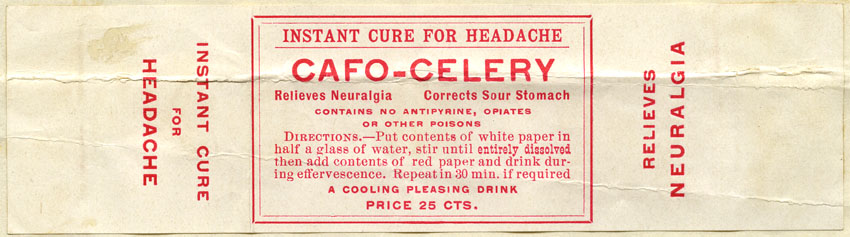 INSTANT CURE
FOR
HEADACHE
INSTANT CURE FOR HEADACHE
CAFO-CELERY
Relieves Neuralgia Corrects Sour Stomach
CONTAINS NO ANTIPYRINE, OPIATES
OR OTHER POISONS
DIRECTIONS.—Put contents of white paper in
half a glass of water, stir until entirely dissolved
then add contents of red paper and drink dur-
ing effervescence. Repeat in 30 min. if required
A COOLING PLEASING DRINK
PRICE 25 CTS.
RELIEVES
NEURALGIA